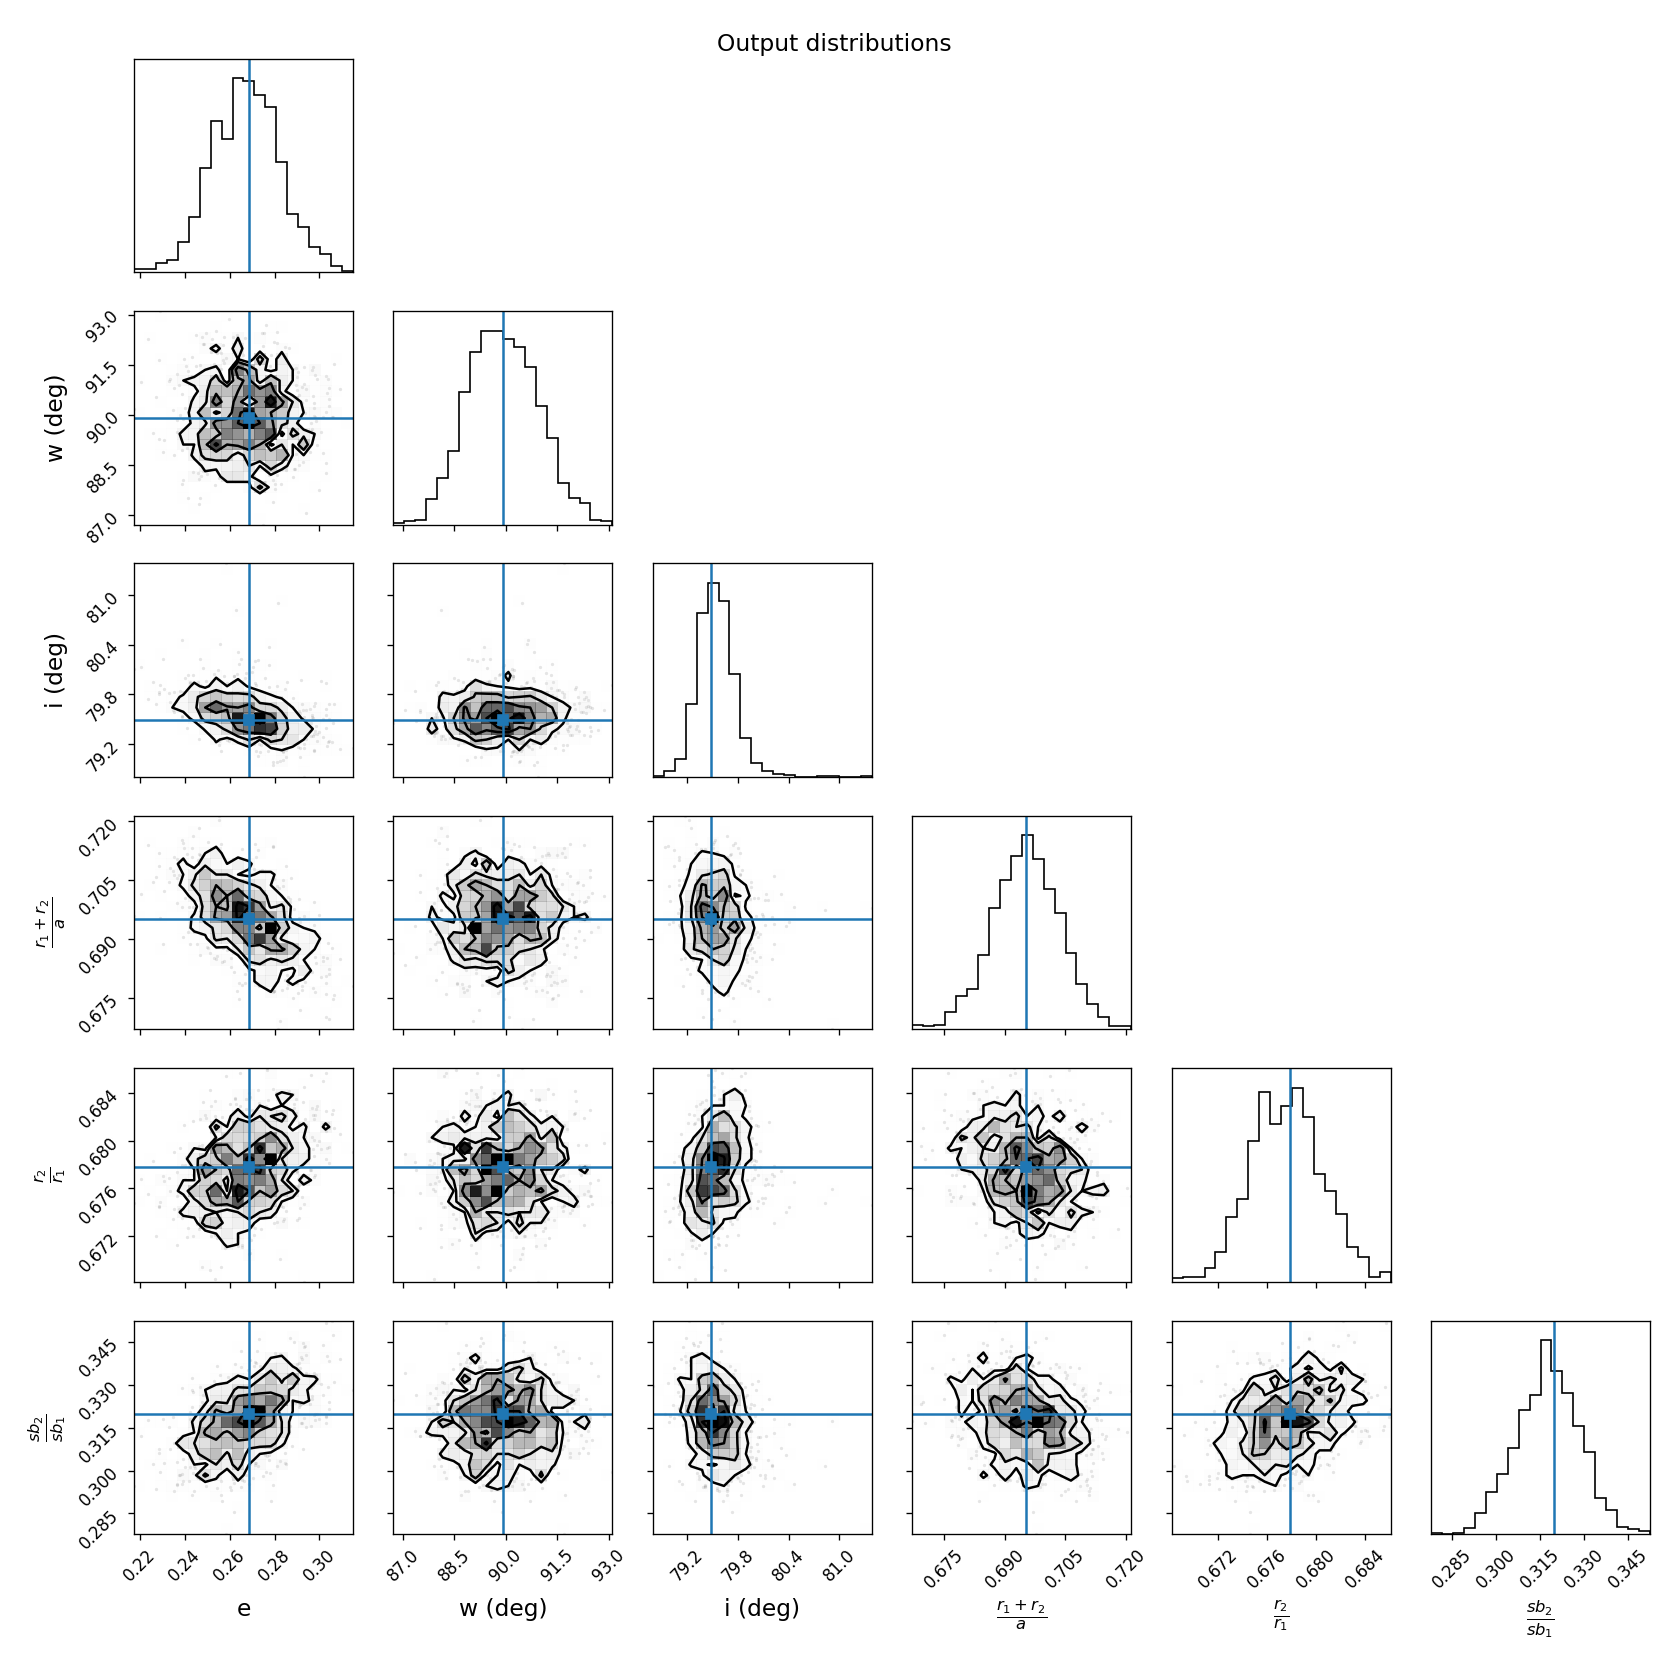 Output distributions
93.0
91.5
90.0
88.5
87.0
w (deg)
81.0
80.4
79.8
79.2
i (deg)
0.720
0.705
0.690
0.675
r₁ + r₂
a
0.684
0.680
0.676
0.672
r₂
r₁
0.345
0.330
0.315
0.300
0.285
sb₂
sb₁
0.22 0.24 0.26 0.28 0.30 87.0 88.5 90.0 91.5 93.0 79.2 79.8 80.4 81.0 0.675 0.690 0.705 0.720 0.672 0.676 0.680 0.684 0.285 0.300 0.315 0.330 0.345
e w (deg) i (deg)
r₁ + r₂ r₂ sb₂
a r₁ sb₁